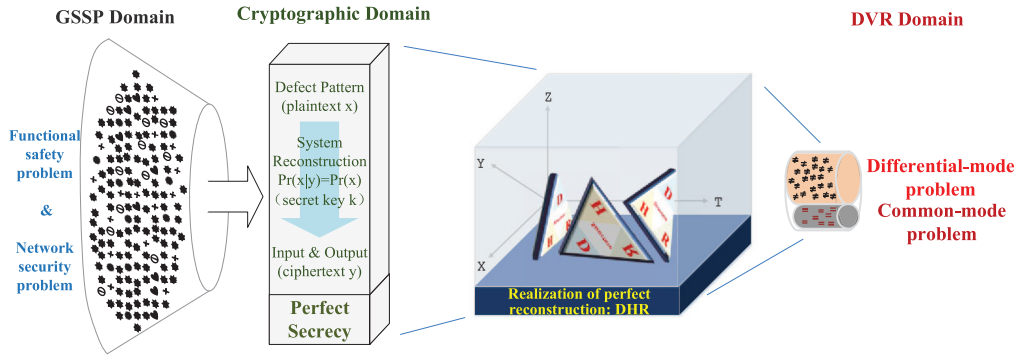 GSSP Domain
Cryptographic Domain
DVR Domain
Functional safety
problem
&
Network
security
problem
Defect Pattern
(plaintext x)
System
Reconstruction
Pr(x|y)=Pr(x)
（secret key k）
Input & Output
(ciphertext y)
Perfect
Secrecy
Z
Y
X
T
D
H
R
D
H
R
D
R
Realization of perfect
reconstruction: DHR
Differential-mode
problem
Common-mode
problem